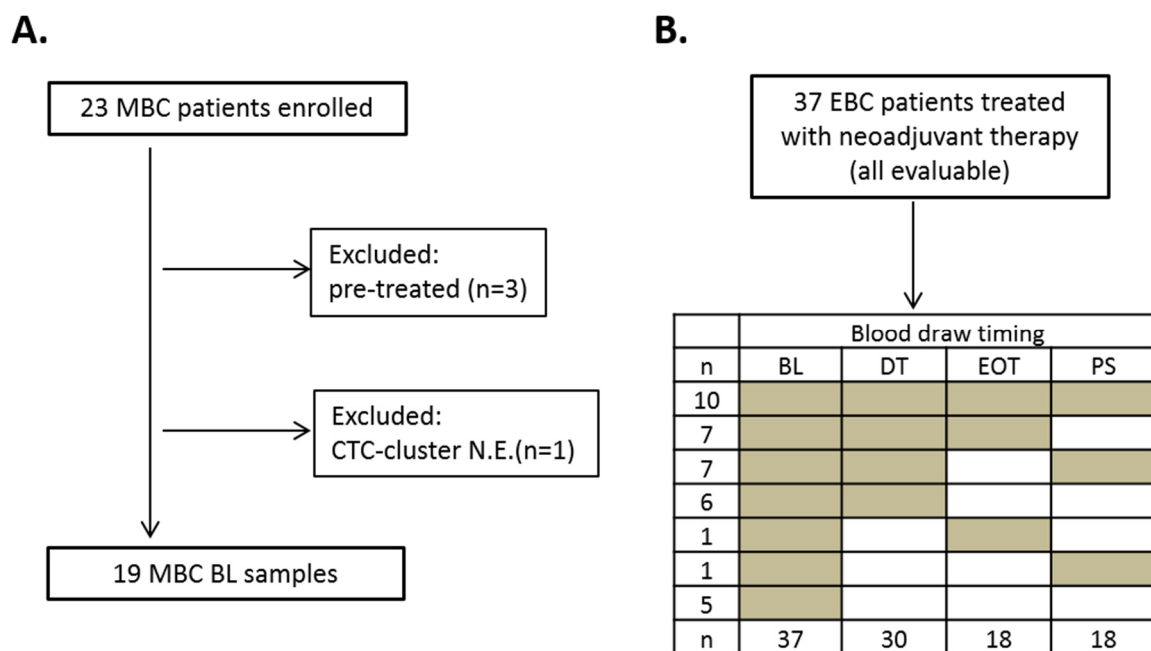 A.
23 MBC patients enrolled
Excluded:
pre-treated (n=3)
Excluded:
CTC-cluster N.E.(n=1)
19 MBC BL samples
B.
37 EBC patients treated
with neoadjuvant therapy
(all evaluable)
Blood draw timing
n BL DT EOT PS
10
7
7
6
1
1
5
n 37 30 18 18